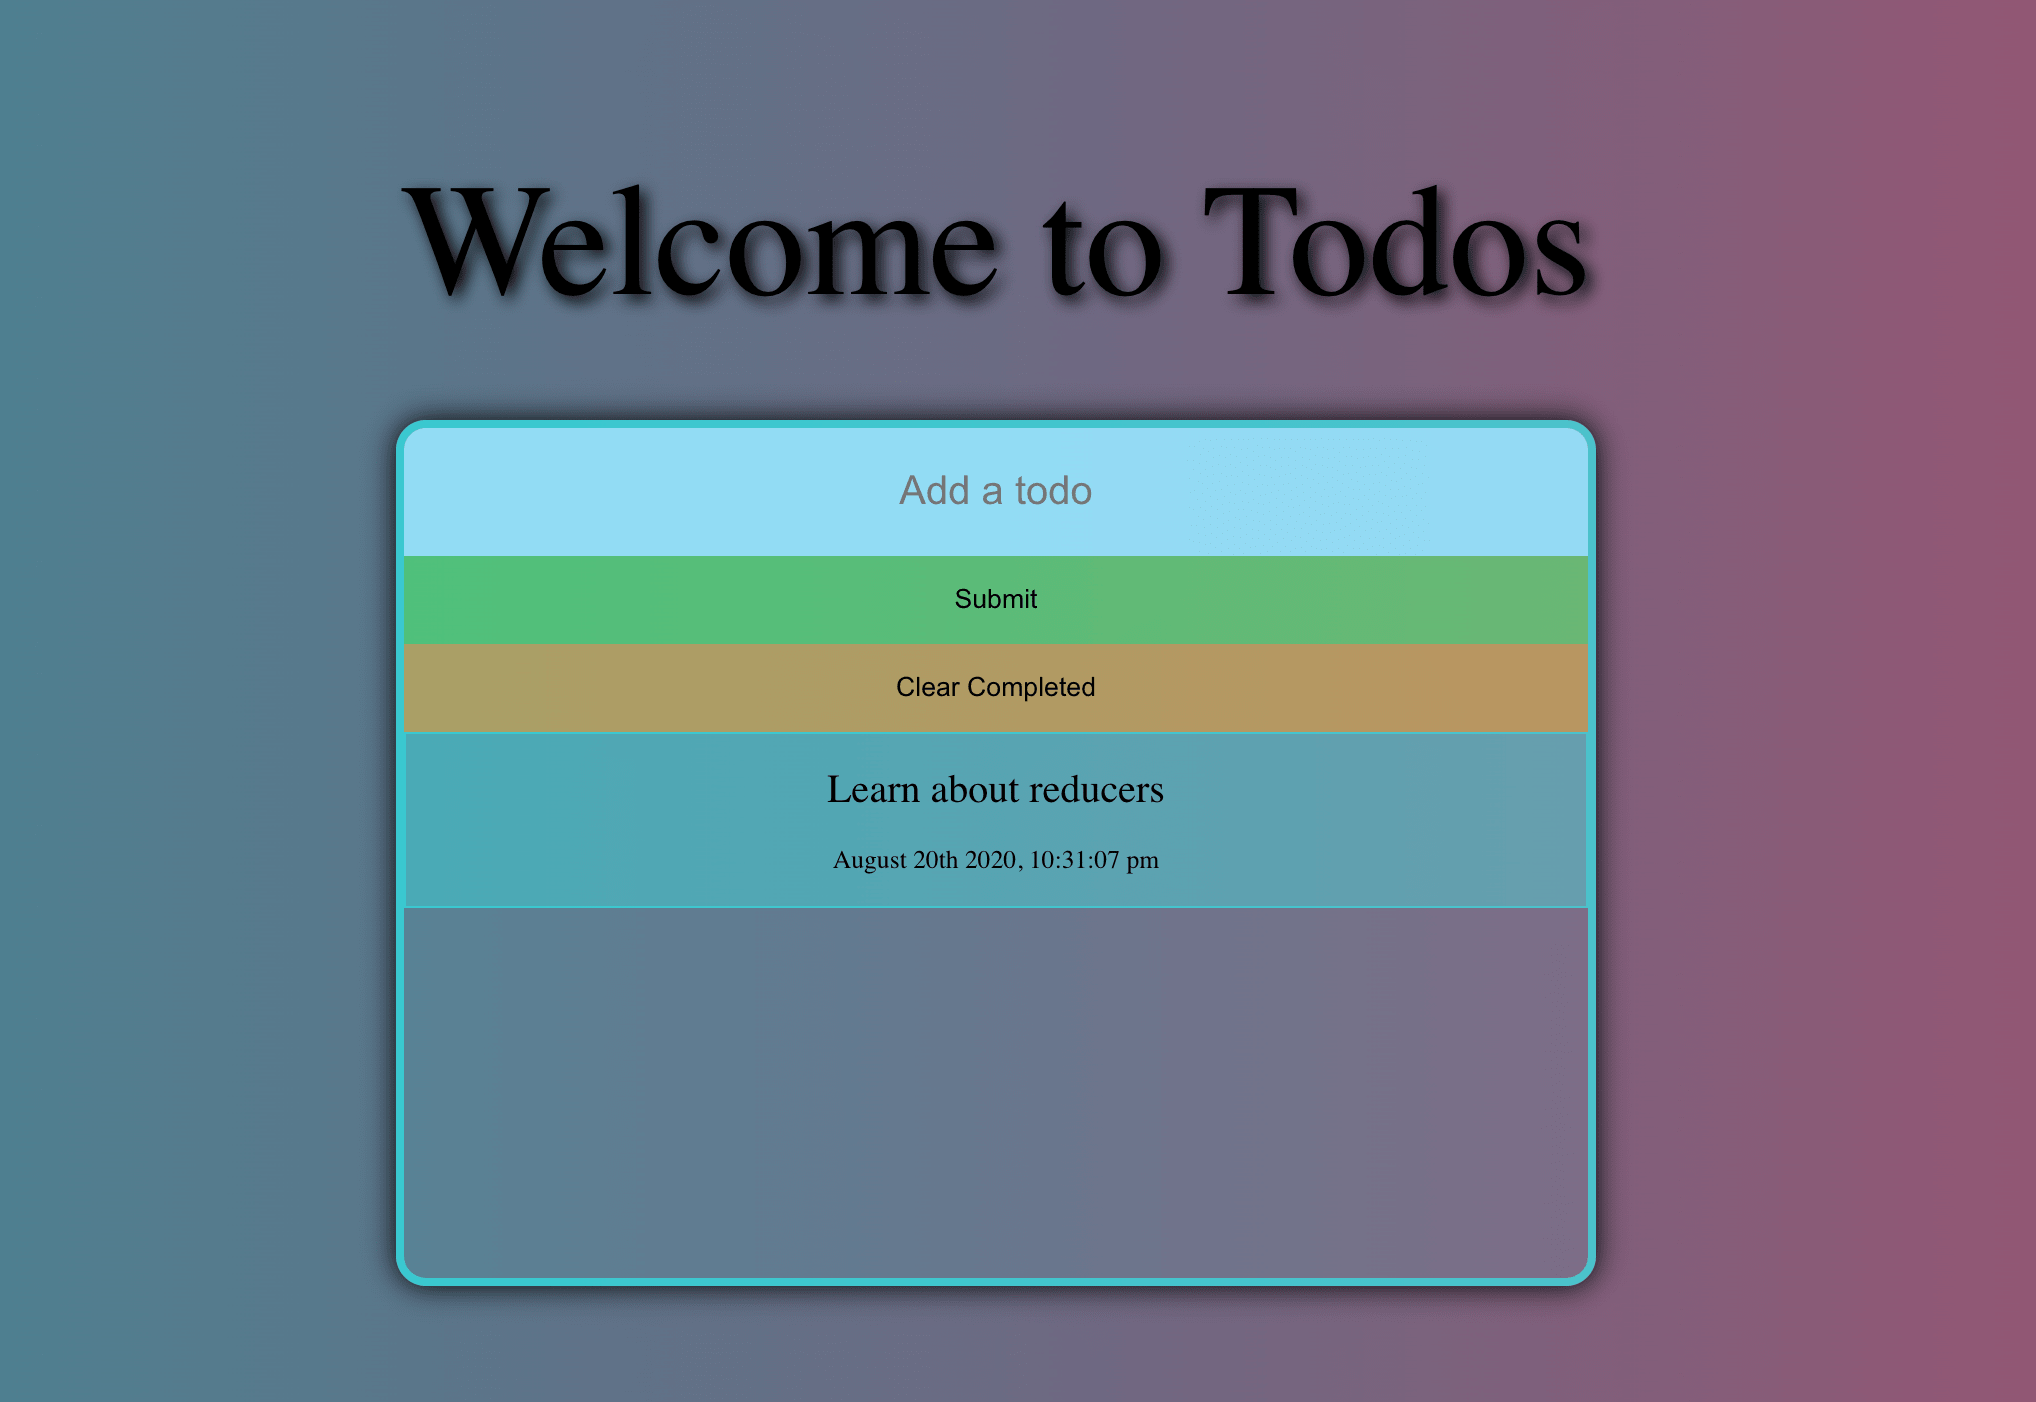 Welcome to Todos
Add a todo
Submit
Clear Completed
Learn about reducers
August 20th 2020, 10:31:07 pm